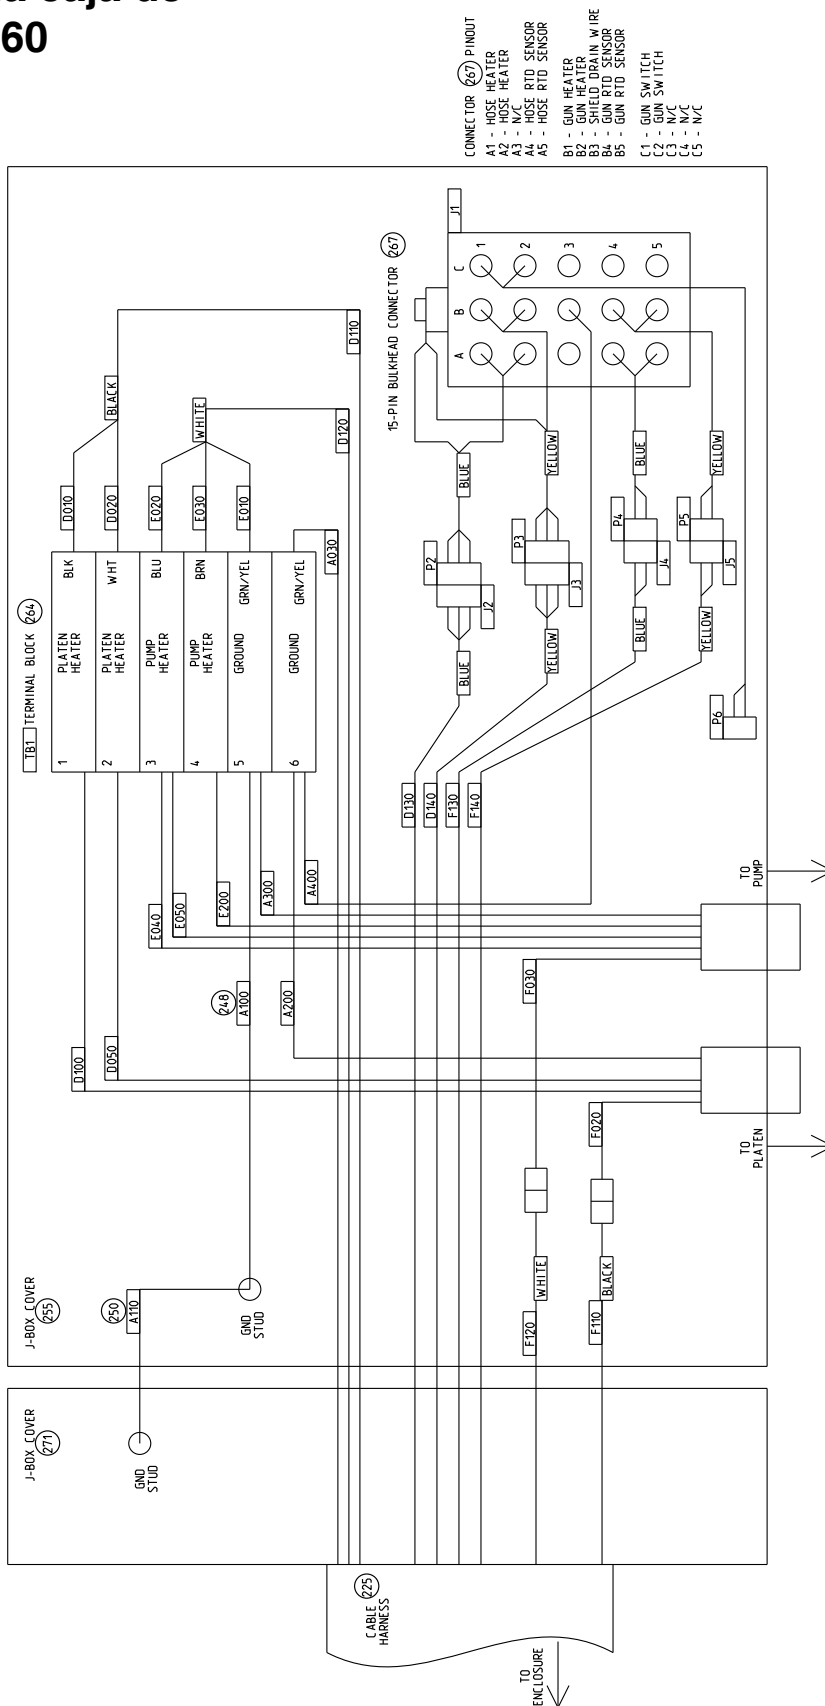 60
CONNECTOR 267 PINOUT
A1 - HOSE HEATER
A2 - HOSE HEATER
A3 - N/C
A4 - HOSE RTD SENSOR
A5 - HOSE RTD SENSOR
B1 - GUN HEATER
B2 - GUN HEATER
B3 - SHIELD DRAIN WIRE
B4 - GUN RTD SENSOR
B5 - GUN RTD SENSOR
C1 - GUN SWITCH
C2 - GUN SWITCH
C3 - N/C
C4 - N/C
C5 - N/C
15-PIN BULKHEAD CONNECTOR 267
J1
A
B
C
1
2
3
4
5
D110
BLACK
WHITE
D120
D010
D020
E020
E030
E010
A030
TB1 TERMINAL BLOCK 264
1
PLATEN
HEATER
BLK
2
PLATEN
HEATER
WHT
3
PUMP
HEATER
BLU
4
PUMP
HEATER
BRN
5
GROUND
GRN/YEL
6
GROUND
GRN/YEL
BLUE
YELLOW
BLUE
YELLOW
P2
J2
P3
J3
P4
J4
P5
J5
BLUE
YELLOW
BLUE
YELLOW
P6
D130
D140
F130
F140
E040
E050
E200
A300
A400
TO
PUMP
248
A100
A200
F030
D100
D050
F020
TO
PLATEN
WHITE
BLACK
F120
F110
J-BOX COVER
255
250
A110
GND
STUD
J-BOX COVER
271
GND
STUD
225
CABLE
HARNESS
TO
ENCLOSURE